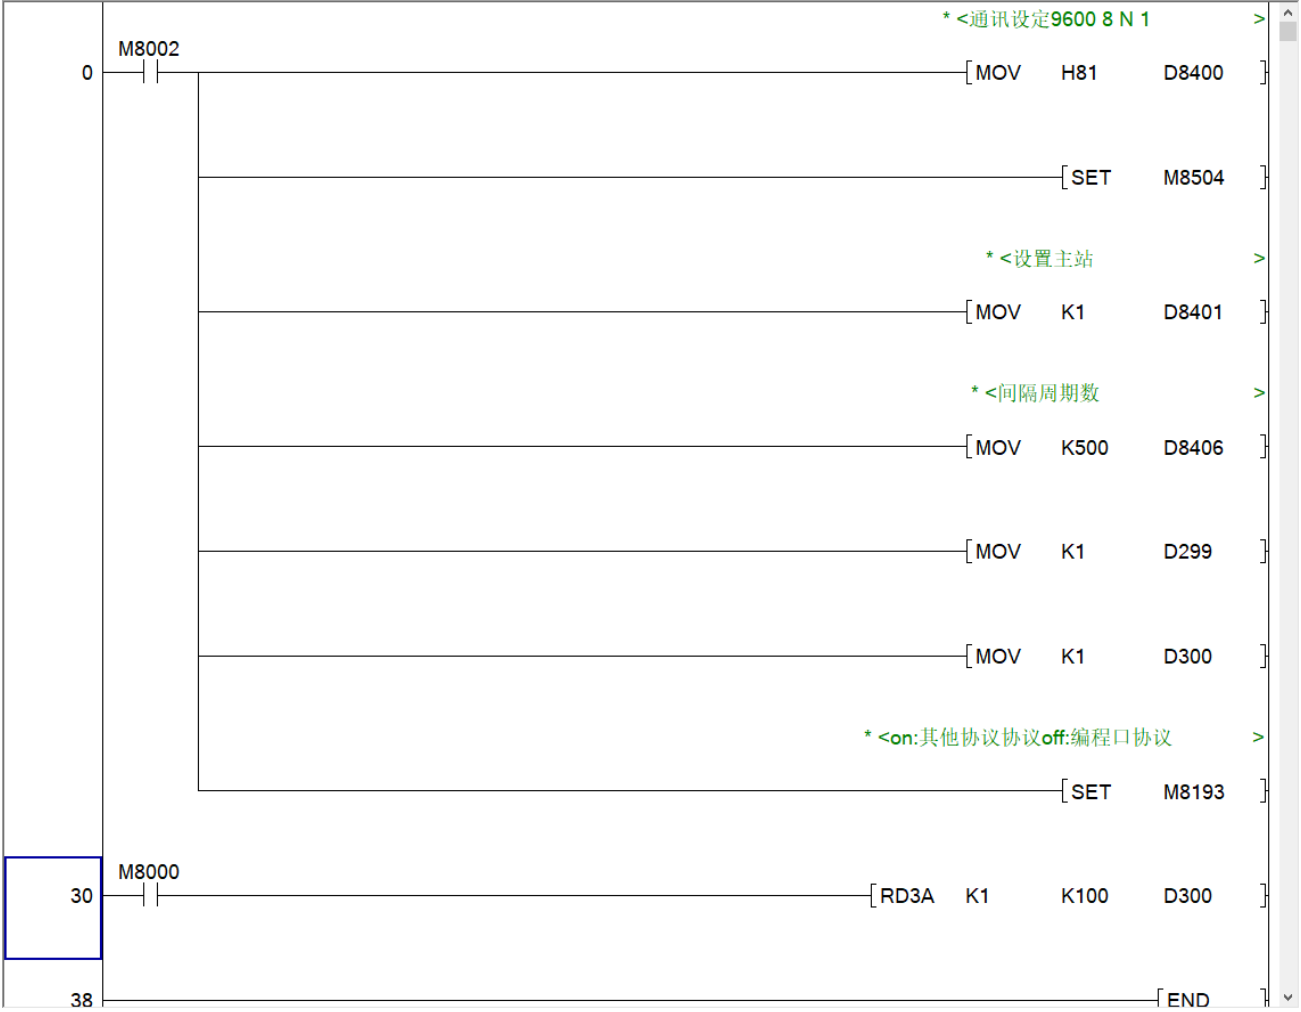 * <通讯设定9600 8 N 1 >
M8002
0 [MOV H81 D8400 ]
[SET M8504 ]
* <设置主站 >
[MOV K1 D8401 ]
* <间隔周期数 >
[MOV K500 D8406 ]
[MOV K1 D299 ]
[MOV K1 D300 ]
* <on:其他协议协议off:编程口协议 >
[SET M8193 ]
M8000
30 [RD3A K1 K100 D300 ]
38 [END ]